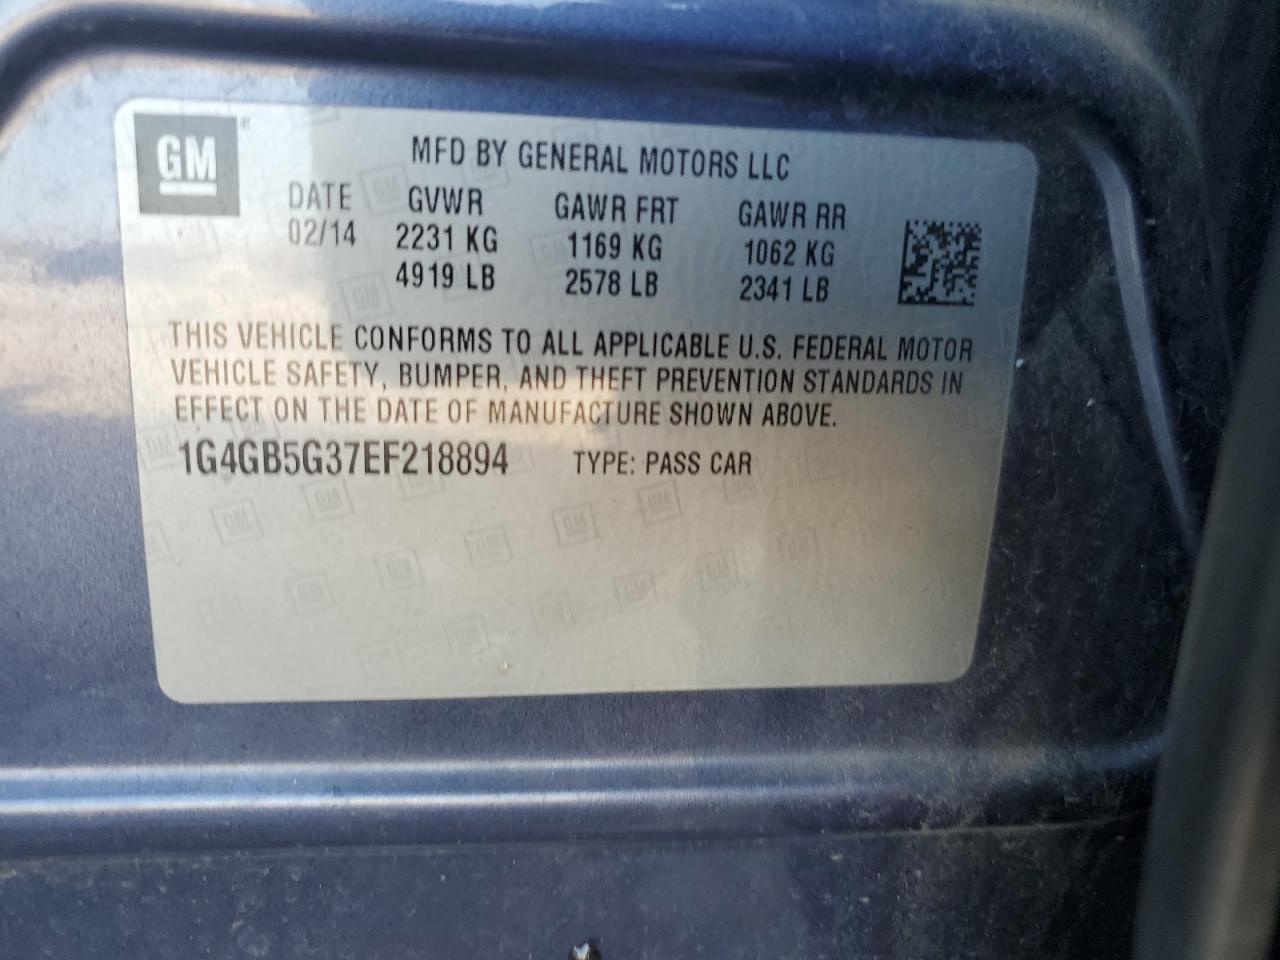 GM
MFD BY GENERAL MOTORS LLC
DATE GVWR GAWR FRT GAWR RR
02/14 2231 KG 1169 KG 1062 KG
4919 LB 2578 LB 2341 LB
THIS VEHICLE CONFORMS TO ALL APPLICABLE U.S. FEDERAL MOTOR
VEHICLE SAFETY, BUMPER, AND THEFT PREVENTION STANDARDS IN
EFFECT ON THE DATE OF MANUFACTURE SHOWN ABOVE.
1G4GB5G37EF218894 TYPE: PASS CAR